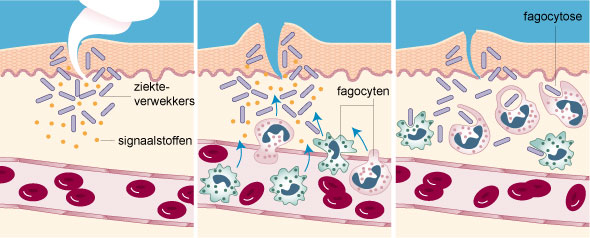 ziekte-
verwekkers
signaalstoffen
fagocyten
fagocytose